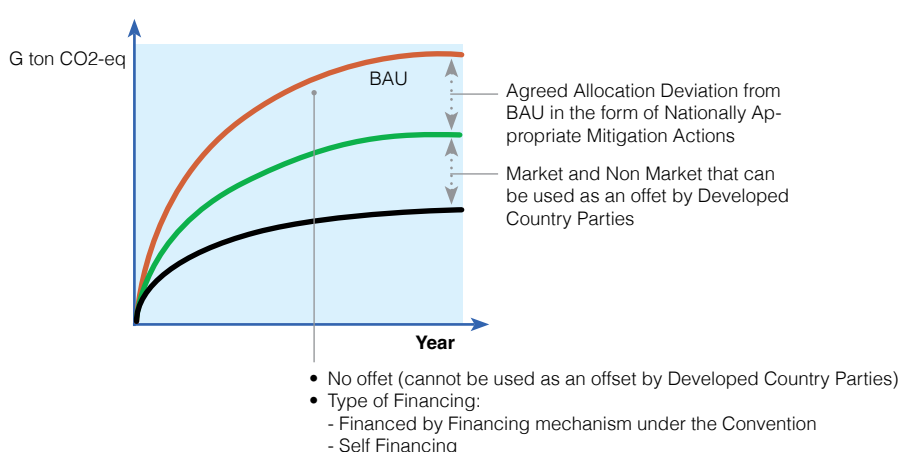 G ton CO2-eq
BAU
Agreed Allocation Deviation from
BAU in the form of Nationally Ap-
propriate Mitigation Actions
Market and Non Market that can
be used as an offet by Developed
Country Parties
Year
• No offet (cannot be used as an offset by Developed Country Parties)
• Type of Financing:
- Financed by Financing mechanism under the Convention
- Self Financing